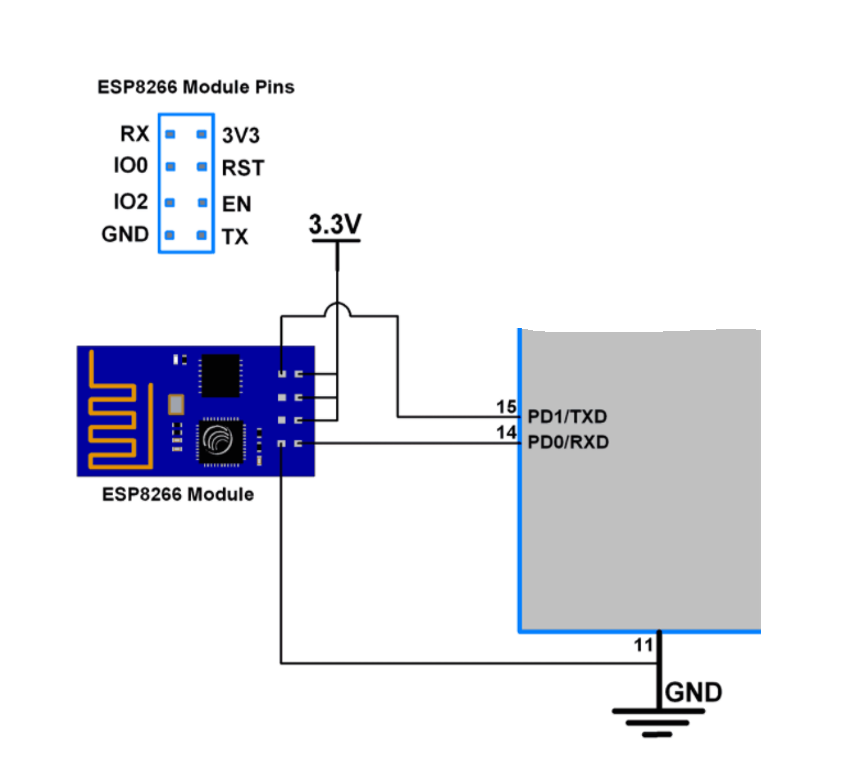 ESP8266 Module Pins
RX 3V3
IO0 RST
IO2 EN
GND TX
3.3V
15 PD1/TXD
14 PD0/RXD
ESP8266 Module
11
GND